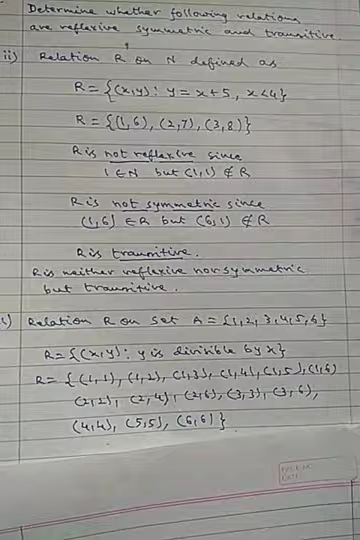 Determine whether following relations
are reflexive symmetric and transitive.
ii) Relation R on N defined as
R = {(x,y): y = x+5, x<4}
R = {(1,6), (2,7), (3,8)}
R is not reflexive since
1 ∈ N but (1,1) ∉ R
R is not symmetric since
(1,6) ∈ R but (6,1) ∉ R
R is transitive.
R is neither reflexive nor symmetric
but transitive.
Relation R on Set A = {1,2,3,4,5,6}
R = {(x,y): y is divisible by x}
R = {(1,1), (1,2), (1,3), (1,4), (1,5), (1,6)
(2,2), (2,4), (2,6), (3,3), (3,6),
(4,4), (5,5), (6,6)}